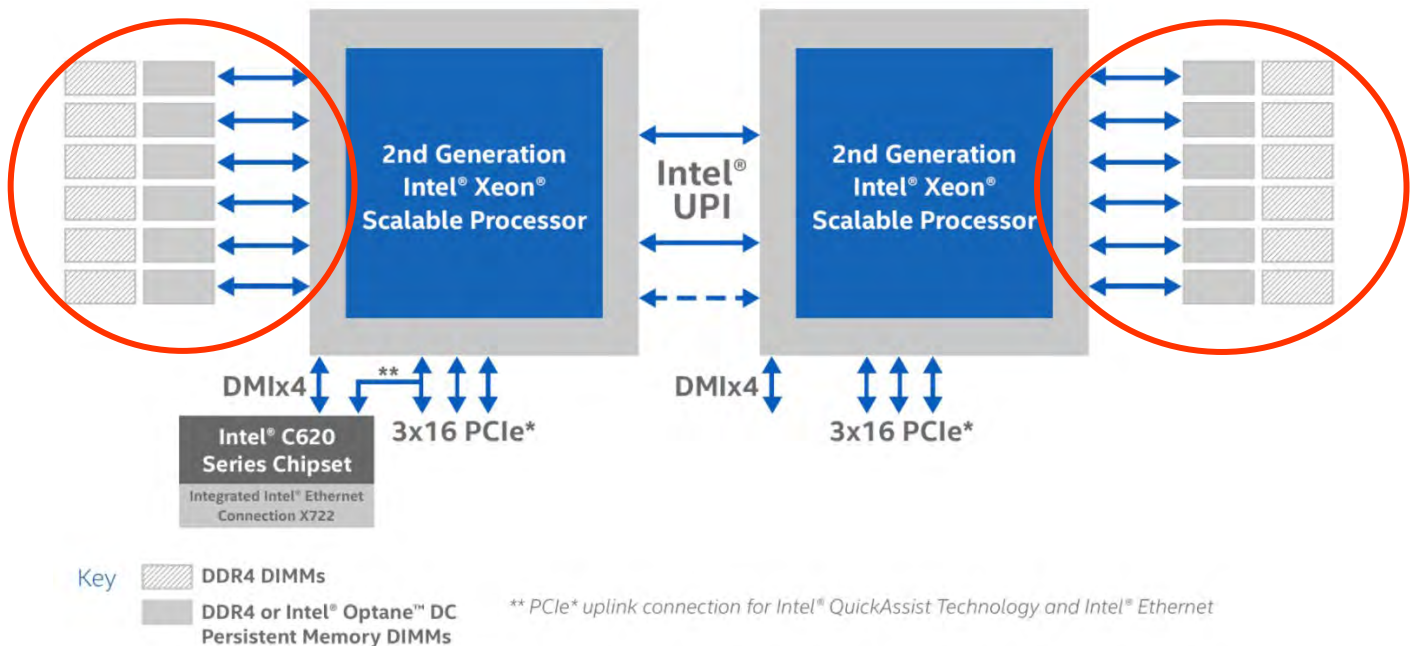 2nd Generation
Intel® Xeon®
Scalable Processor
Intel®
UPI
2nd Generation
Intel® Xeon®
Scalable Processor
DMIx4
**
3x16 PCIe*
DMIx4
3x16 PCIe*
Intel® C620
Series Chipset
Integrated Intel® Ethernet
Connection X722
Key
DDR4 DIMMs
DDR4 or Intel® Optane™ DC
Persistent Memory DIMMs
** PCIe* uplink connection for Intel® QuickAssist Technology and Intel® Ethernet